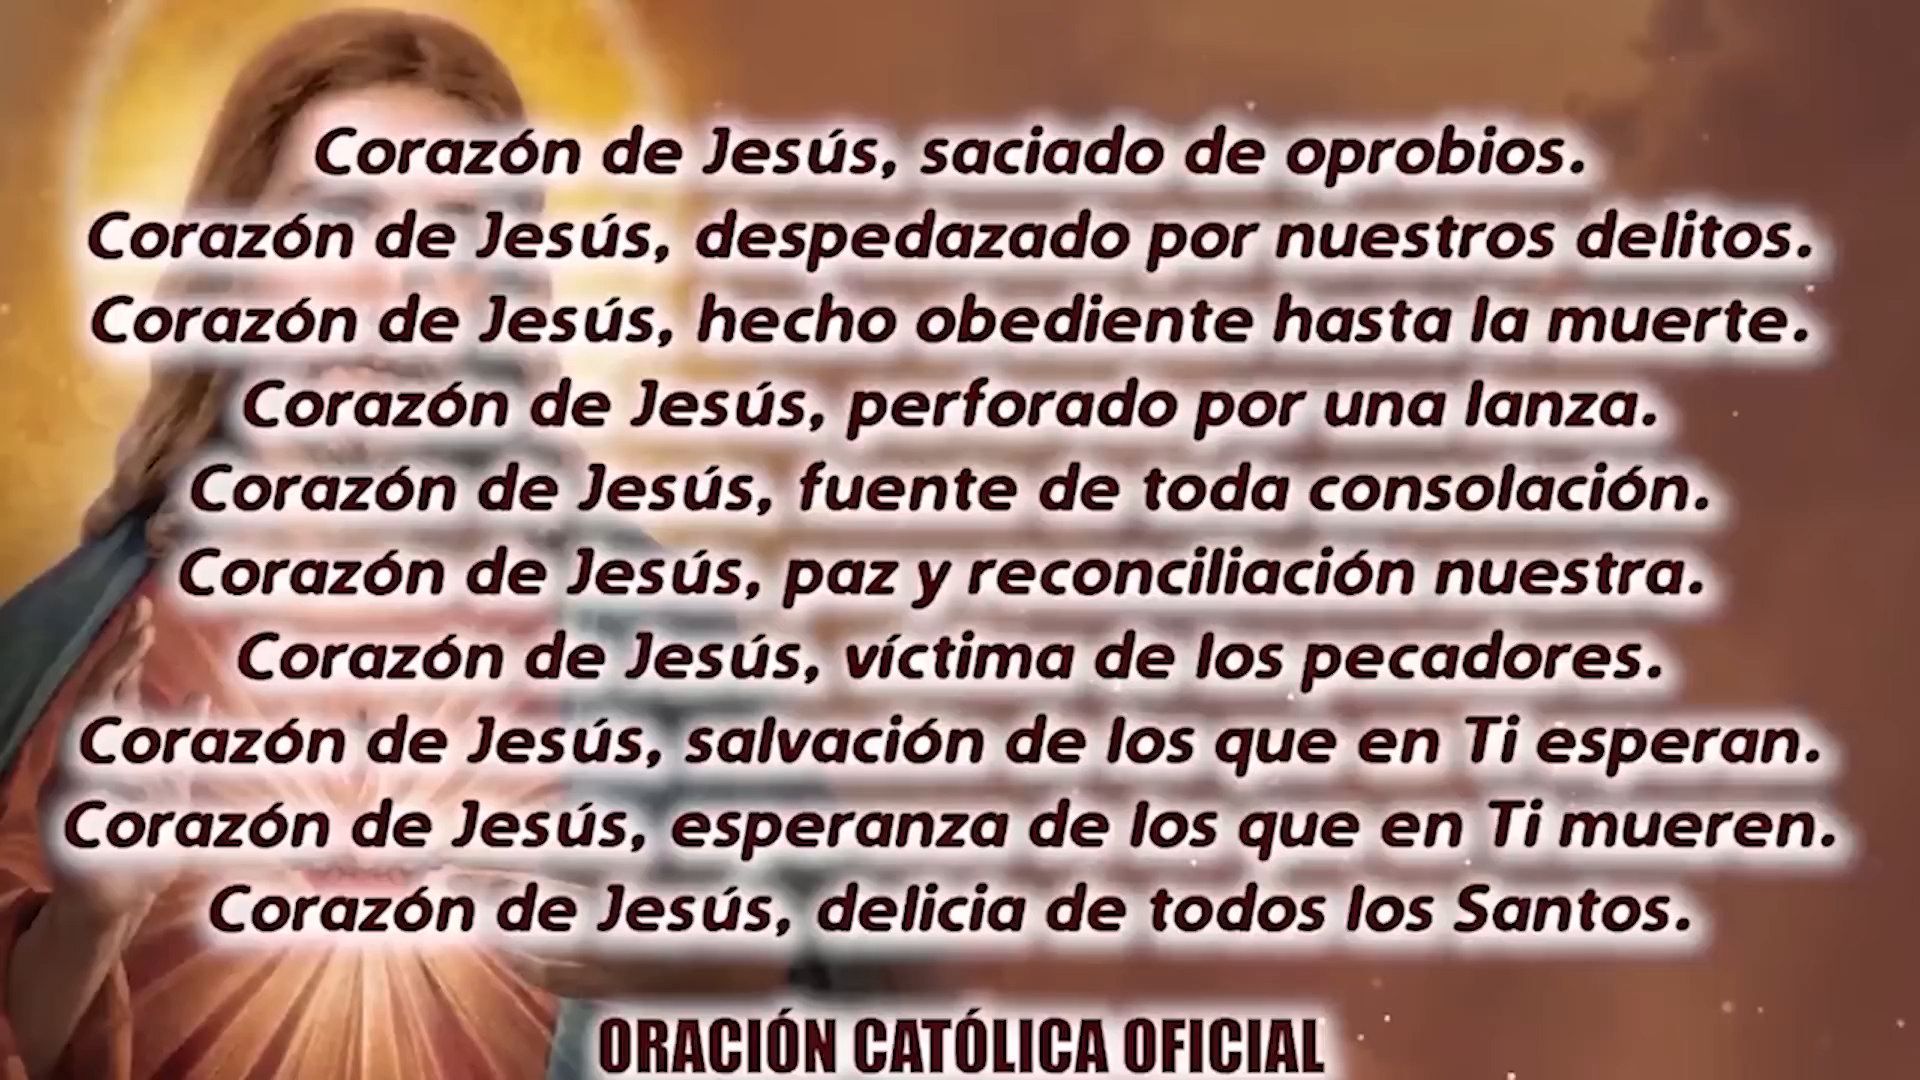 Corazón de Jesús, saciado de oprobios.
Corazón de Jesús, despedazado por nuestros delitos.
Corazón de Jesús, hecho obediente hasta la muerte.
Corazón de Jesús, perforado por una lanza.
Corazón de Jesús, fuente de toda consolación.
Corazón de Jesús, paz y reconciliación nuestra.
Corazón de Jesús, víctima de los pecadores.
Corazón de Jesús, salvación de los que en Ti esperan.
Corazón de Jesús, esperanza de los que en Ti mueren.
Corazón de Jesús, delicia de todos los Santos.
ORACIÓN CATÓLICA OFICIAL